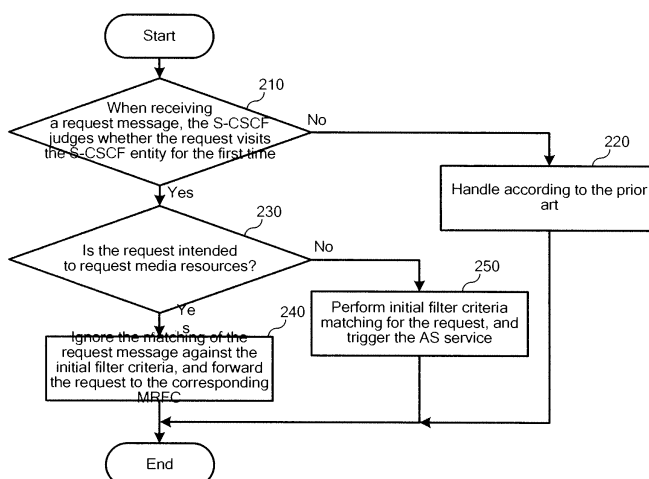 Start
210
When receiving
a request message, the S-CSCF
judges whether the request visits
the S-CSCF entity for the first time
No
220
Handle according to the prior
art
Yes
230
Is the request intended
to request media resources?
No
250
Perform initial filter criteria
matching for the request, and
trigger the AS service
Ye
s
240
Ignore the matching of the
request message against the
initial filter criteria, and forward
the request to the corresponding
MRFC
End